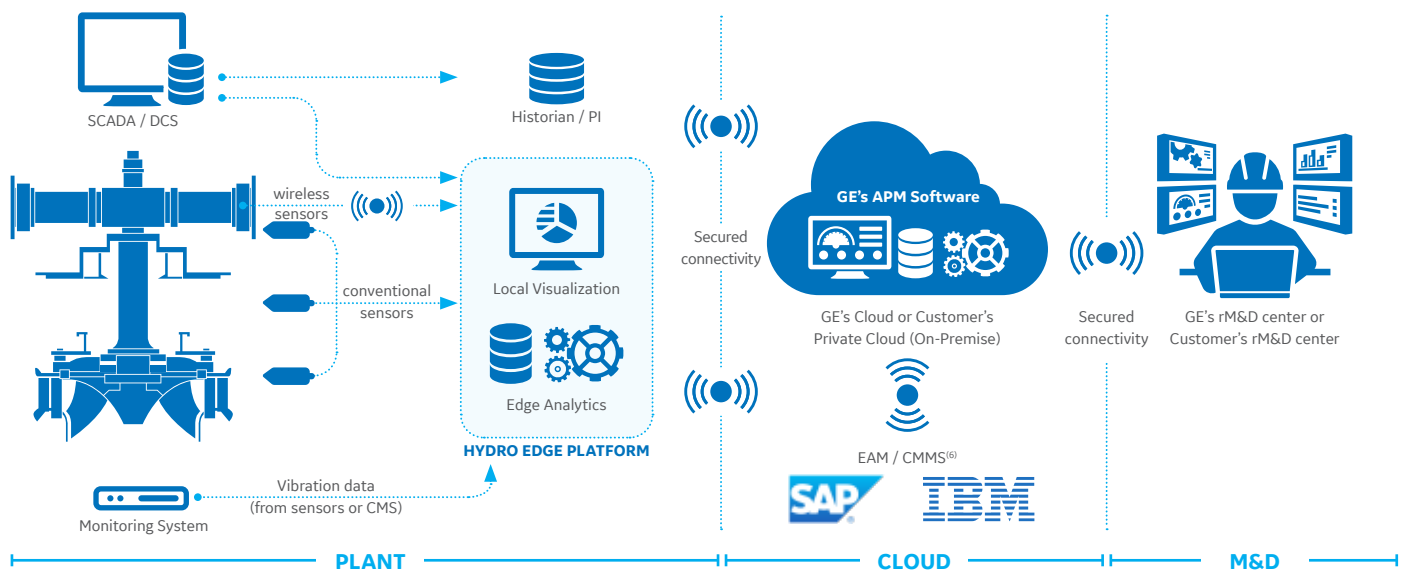 SCADA / DCS
Historian / PI
wireless
sensors
conventional
sensors
Local Visualization
Edge Analytics
HYDRO EDGE PLATFORM
Vibration data
(from sensors or CMS)
Monitoring System
Secured
connectivity
GE's APM Software
GE's Cloud or Customer's
Private Cloud (On-Premise)
EAM / CMMS(6)
SAP®
IBM
Secured
connectivity
GE's rM&D center or
Customer's rM&D center
PLANT
CLOUD
M&D